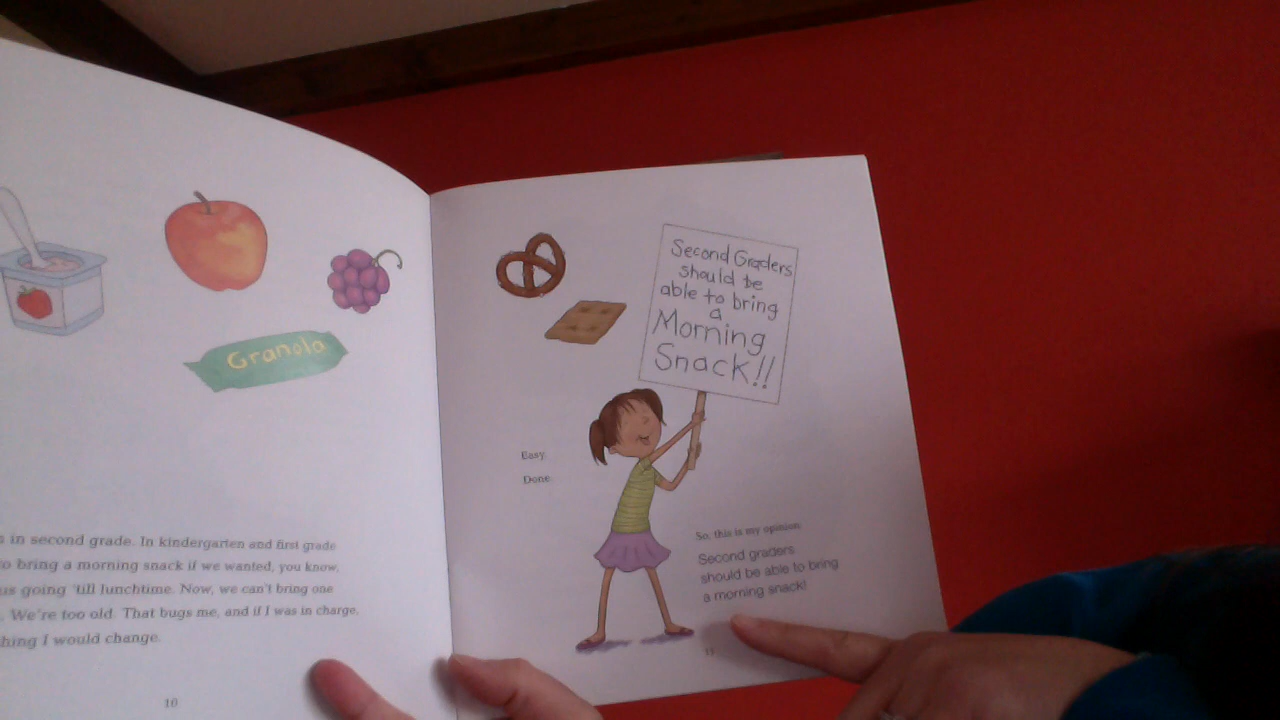 Granola
s in second grade. In kindergarten and first grade
to bring a morning snack if we wanted, you know,
us going 'till lunchtime. Now, we can't bring one
. We're too old. That bugs me, and if I was in charge,
thing I would change.
10
Second Graders
should be
able to bring
a
Morning
Snack!!
Easy.
Done.
So, this is my opinion:
Second graders
should be able to bring
a morning snack!
11